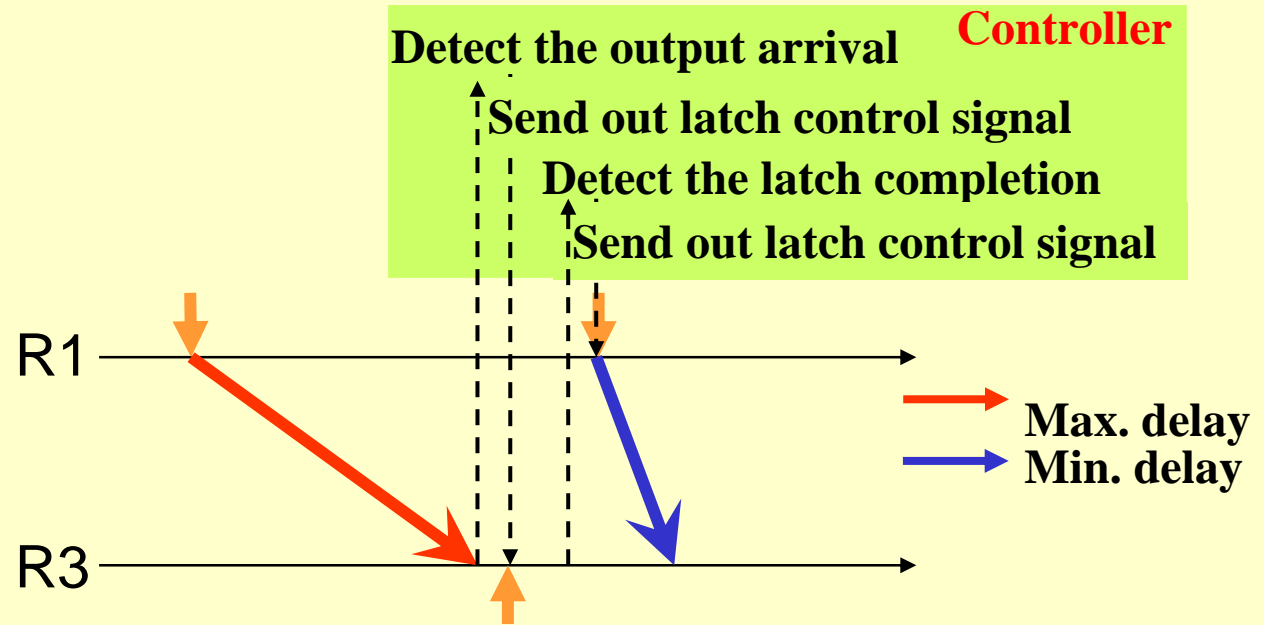 Controller
Detect the output arrival
Send out latch control signal
Detect the latch completion
Send out latch control signal
R1
Max. delay
Min. delay
R3